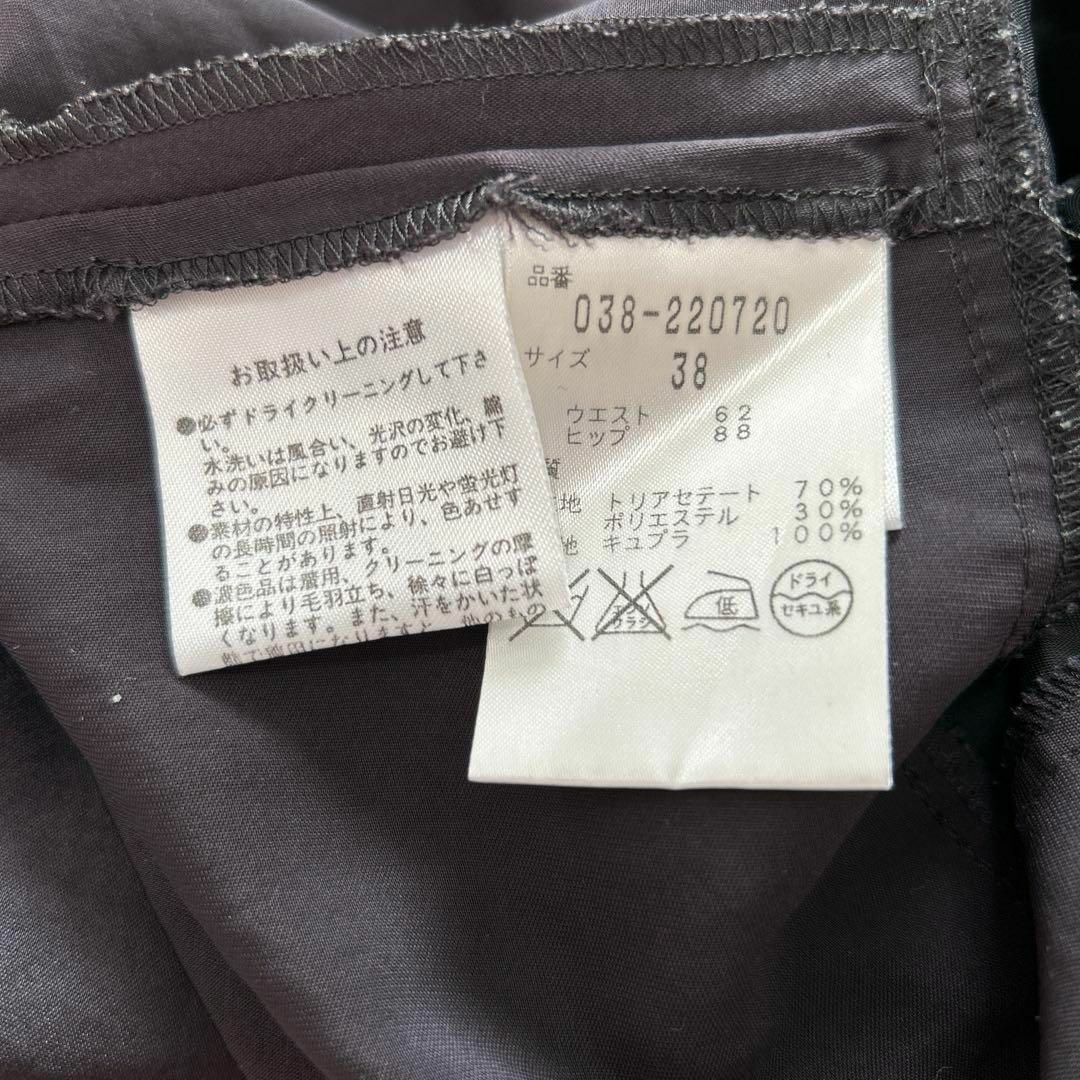 お取扱い上の注意
●必ずドライクリーニングして下さ
い。
水洗いは風合い、光沢の変化、縮
みの原因になりますのでお避け下
さい。
●素材の特性上、直射日光や蛍光灯
の長時間の照射により、色あせす
ることがあります。
●濃色品は着用、クリーニングの摩
擦により毛羽立ち、徐々に白っぽ
くなります。また、汗をかいた状
品番
038-220720
サイズ
38
ウエスト 62
ヒップ 88
質
地 トリアセテート 70%
ポリエステル 30%
地 キュプラ 100%
エンソ
サラシ
低
ドライ
セキユ系